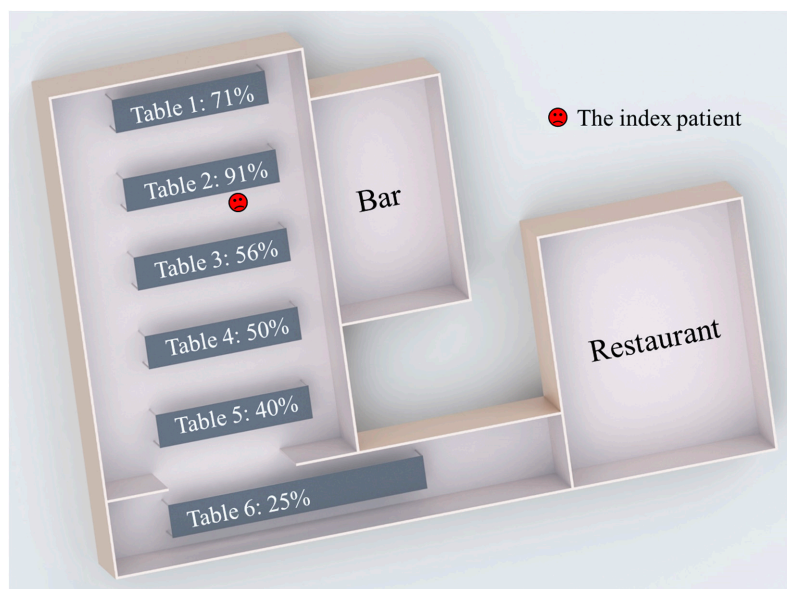 Table 1: 71%
Table 2: 91%
Table 3: 56%
Table 4: 50%
Table 5: 40%
Table 6: 25%
Bar
The index patient
Restaurant